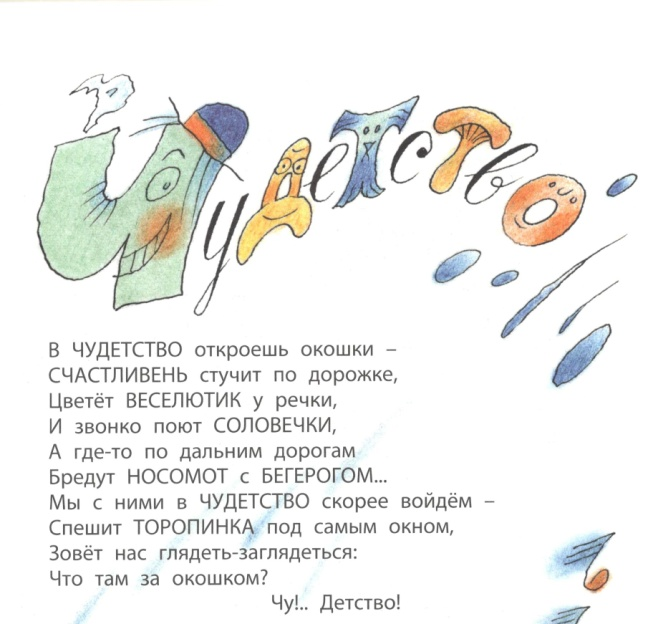 Чудетство
В ЧУДЕТСТВО откроешь окошки –
СЧАСТЛИВЕНЬ стучит по дорожке,
Цветёт ВЕСЕЛЮТИК у речки,
И звонко поют СОЛОВЕЧКИ,
А где-то по дальним дорогам
Бредут НОСОМОТ с БЕГЕРОГОМ...
Мы с ними в ЧУДЕТСТВО скорее войдём –
Спешит ТОРОПИНКА под самым окном,
Зовёт нас глядеть-заглядеться:
Что там за окошком?
Чу!.. Детство!